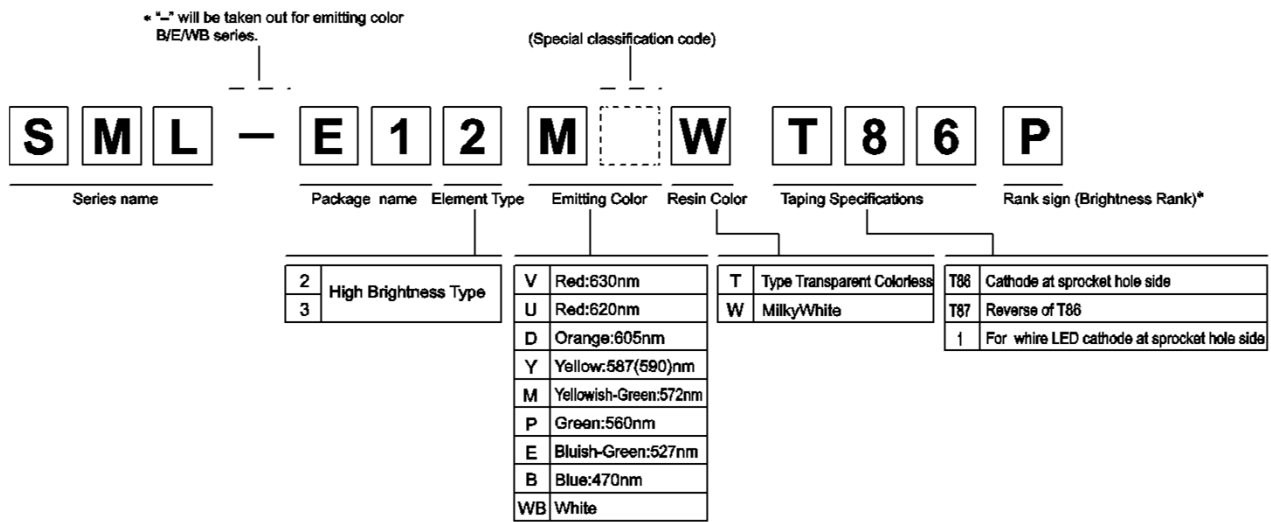 * "–" will be taken out for emitting color
B/E/WB series.
(Special classification code)
S M L – E 1 2 M W T 8 6 P
Series name
Package name
Element Type
Emitting Color
Resin Color
Taping Specifications
Rank sign (Brightness Rank)*
2
3
High Brightness Type
V Red:630nm
U Red:620nm
D Orange:605nm
Y Yellow:587(590)nm
M Yellowish-Green:572nm
P Green:560nm
E Bluish-Green:527nm
B Blue:470nm
WB White
T Type Transparent Colorless
W MilkyWhite
T86 Cathode at sprocket hole side
T87 Reverse of T86
1 For whire LED cathode at sprocket hole side